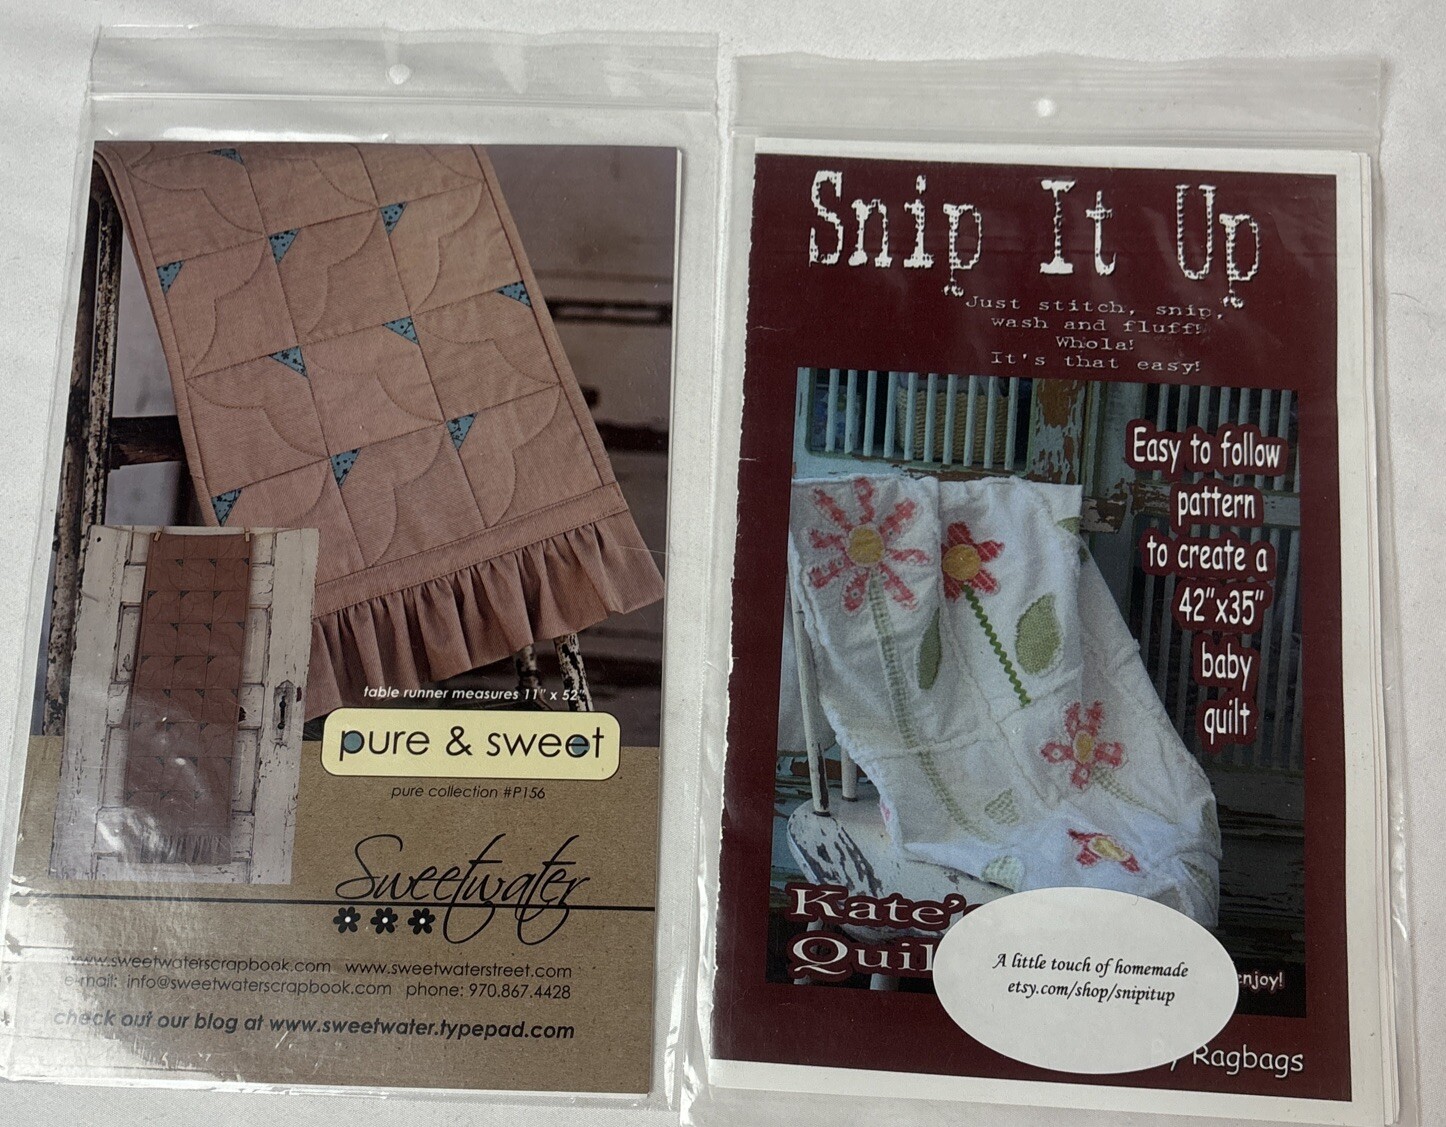 table runner measures 11" x 52"
pure & sweet
pure collection #P156
Sweetwater
www.sweetwaterscrapbook.com www.sweetwaterstreet.com
e-mail: info@sweetwaterscrapbook.com phone: 970.867.4428
check out our blog at www.sweetwater.typepad.com
Snip It Up
Just stitch, snip,
wash and fluff!
Whola!
It's that easy!
Easy to follow
pattern
to create a
42"x35"
baby
quilt
Kate's
Quil
A little touch of homemade
etsy.com/shop/snipitup
enjoy!
by Ragbags